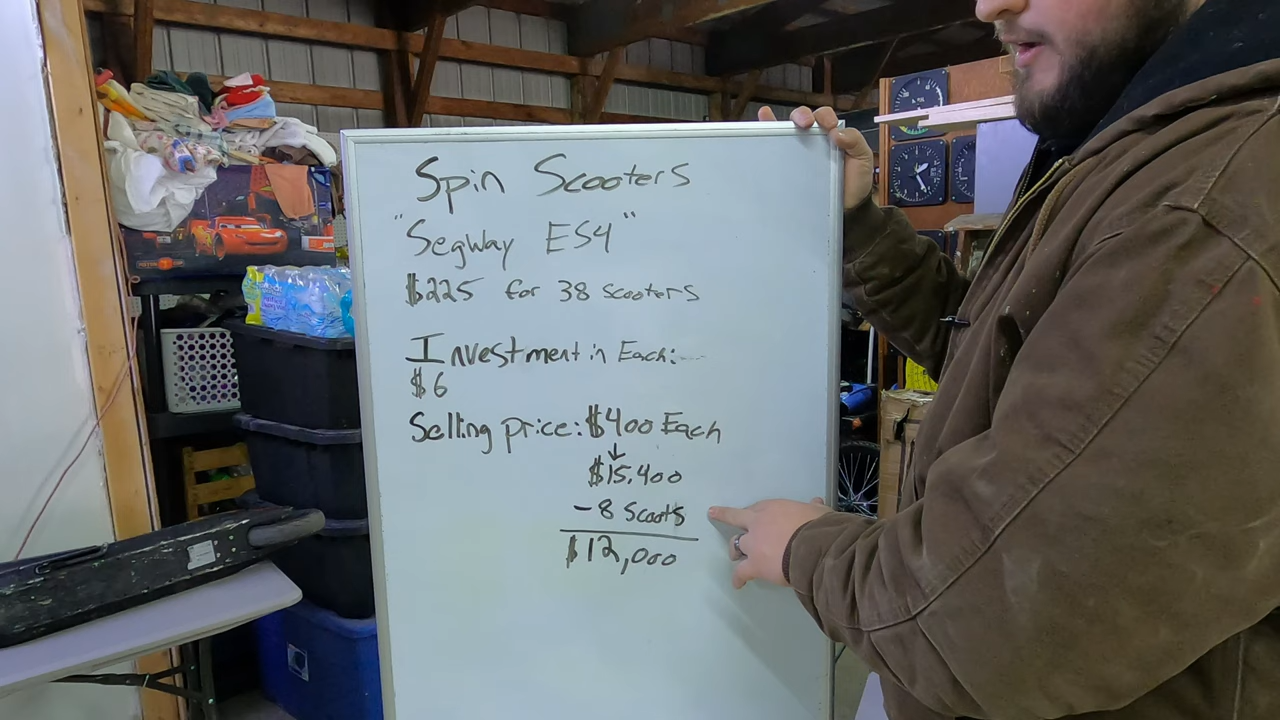 Spin Scooters
"Segway ES4"
$225 for 38 scooters
Investment in Each:
$6
Selling price: $400 Each
↓
$15.400
-8 Scoots
$12,000